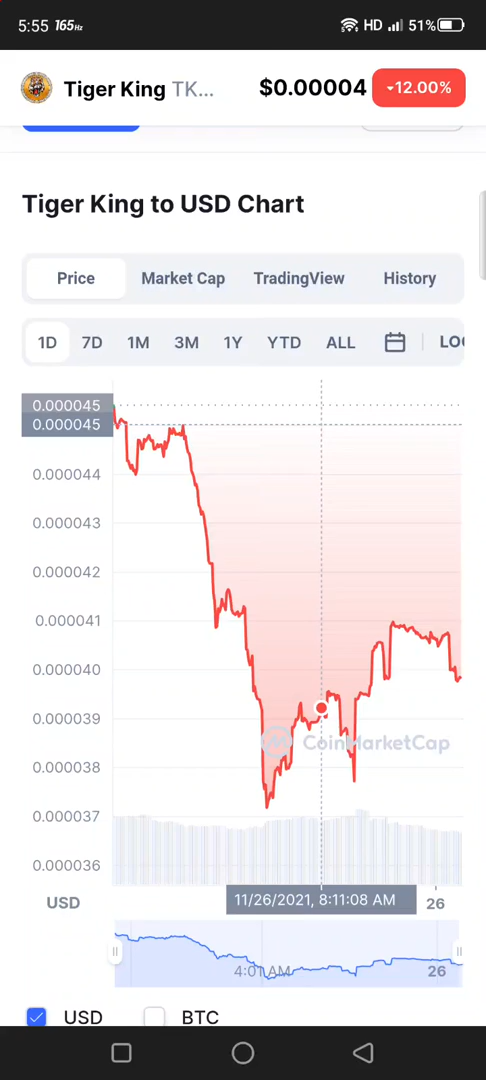 5:55 165Hz HD 51%
Tiger King TK... $0.00004 12.00%
Tiger King to USD Chart
Price Market Cap TradingView History
1D 7D 1M 3M 1Y YTD ALL LO
0.000045
0.000045
0.000044
0.000043
0.000042
0.000041
0.000040
0.000039
CoinMarketCap
0.000038
0.000037
0.000036
USD 11/26/2021, 8:11:08 AM 26
4:01 AM 26
USD BTC